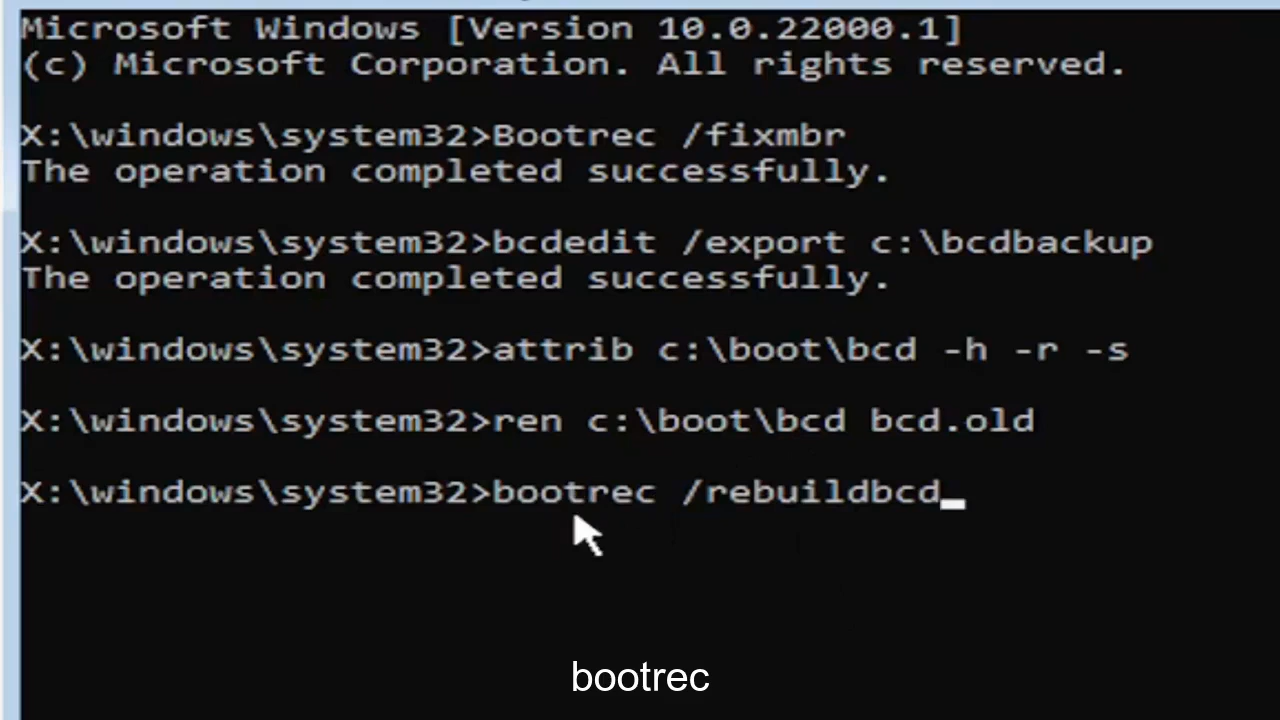 Microsoft Windows [Version 10.0.22000.1]
(c) Microsoft Corporation. All rights reserved.
X:\windows\system32>Bootrec /fixmbr
The operation completed successfully.
X:\windows\system32>bcdedit /export c:\bcdbackup
The operation completed successfully.
X:\windows\system32>attrib c:\boot\bcd -h -r -s
X:\windows\system32>ren c:\boot\bcd bcd.old
X:\windows\system32>bootrec /rebuildbcd
bootrec